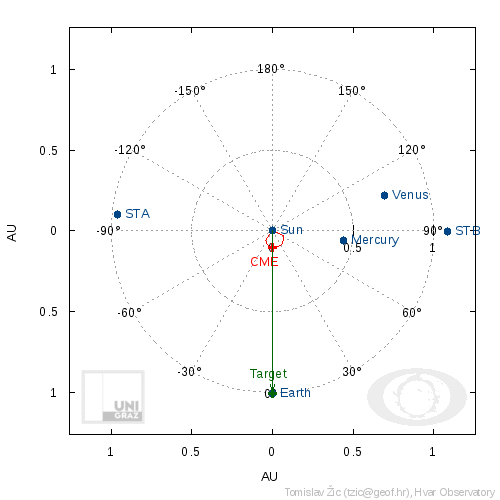 1
180°
-150°
150°
0.5
-120°
120°
Venus
STA
AU
0
-90°
Sun
90°
STB
Mercury
0.5
1
CME
0.5
-60°
60°
-30°
Target
30°
1
0
Earth
UNI
GRAZ
1
0.5
0
0.5
1
AU
Tomislav Žic (tzic@geof.hr), Hvar Observatory